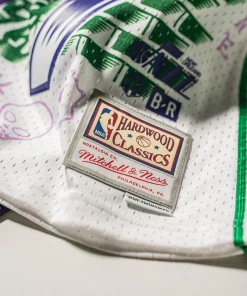 B·R
NBA
HARDWOOD
CLASSICS
NOSTALGIA CO.
Mitchell & Ness
PHILADELPHIA, PA.